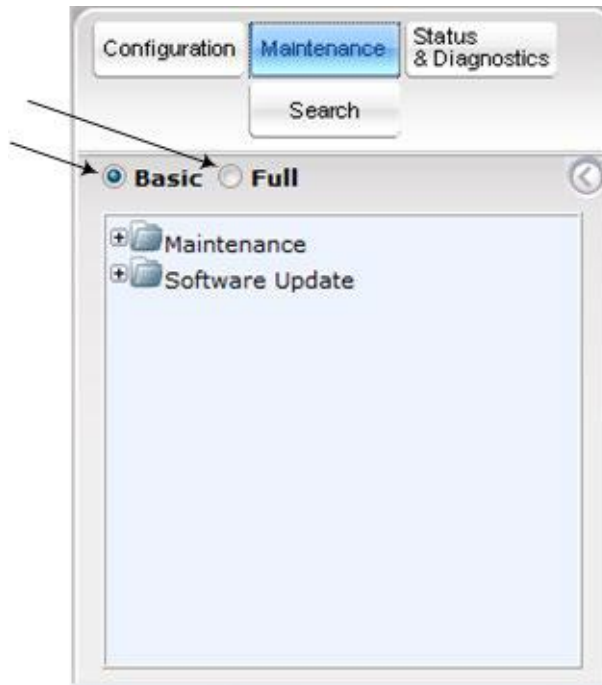 Configuration
Maintenance
Status
& Diagnostics
Search
Basic
Full
Maintenance
Software Update